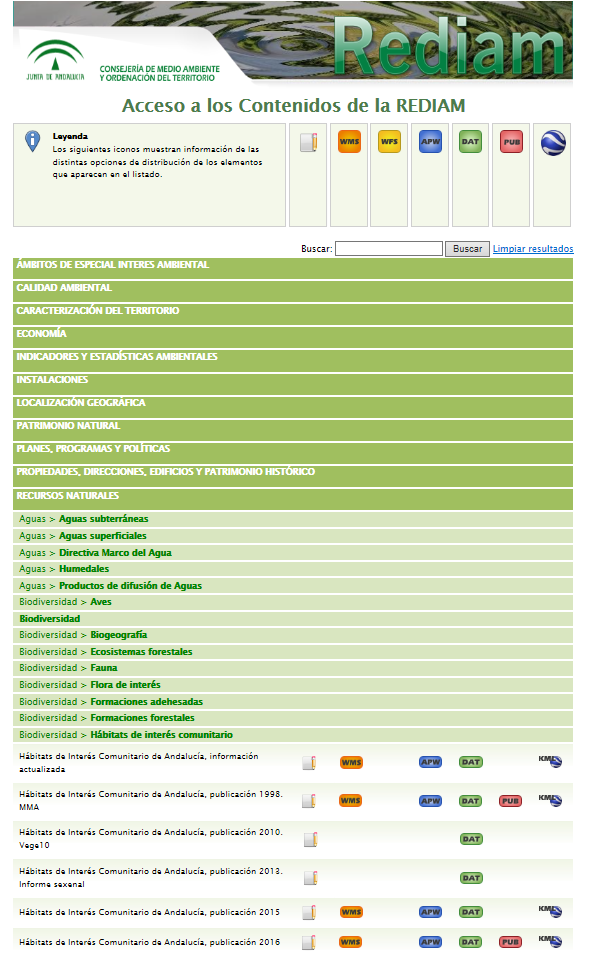 Rediam
JUNTA DE ANDALUCÍA
CONSEJERÍA DE MEDIO AMBIENTE
Y ORDENACIÓN DEL TERRITORIO
Acceso a los Contenidos de la REDIAM
Leyenda
Los siguientes iconos muestran información de las
distintas opciones de distribución de los elementos
que aparecen en el listado.
WMS WFS APW DAT PUB
Buscar: Buscar Limpiar resultados
ÁMBITOS DE ESPECIAL INTERES AMBIENTAL
CALIDAD AMBIENTAL
CARACTERIZACIÓN DEL TERRITORIO
ECONOMÍA
INDICADORES Y ESTADÍSTICAS AMBIENTALES
INSTALACIONES
LOCALIZACIÓN GEOGRÁFICA
PATRIMONIO NATURAL
PLANES, PROGRAMAS Y POLÍTICAS
PROPIEDADES, DIRECCIONES, EDIFICIOS Y PATRIMONIO HISTÓRICO
RECURSOS NATURALES
Aguas > Aguas subterráneas
Aguas > Aguas superficiales
Aguas > Directiva Marco del Agua
Aguas > Humedales
Aguas > Productos de difusión de Aguas
Biodiversidad > Aves
Biodiversidad
Biodiversidad > Biogeografía
Biodiversidad > Ecosistemas forestales
Biodiversidad > Fauna
Biodiversidad > Flora de interés
Biodiversidad > Formaciones adehesadas
Biodiversidad > Formaciones forestales
Biodiversidad > Hábitats de interés comunitario
Hábitats de Interés Comunitario de Andalucía, información
actualizada
WMS APW DAT KML
Hábitats de Interés Comunitario de Andalucía, publicación 1998.
MMA
WMS APW DAT PUB KML
Hábitats de Interés Comunitario de Andalucía, publicación 2010.
Vege10
DAT
Hábitats de Interés Comunitario de Andalucía, publicación 2013.
Informe sexenal
DAT
Hábitats de Interés Comunitario de Andalucía, publicación 2015 WMS APW DAT KML
Hábitats de Interés Comunitario de Andalucía, publicación 2016 WMS APW DAT PUB KML